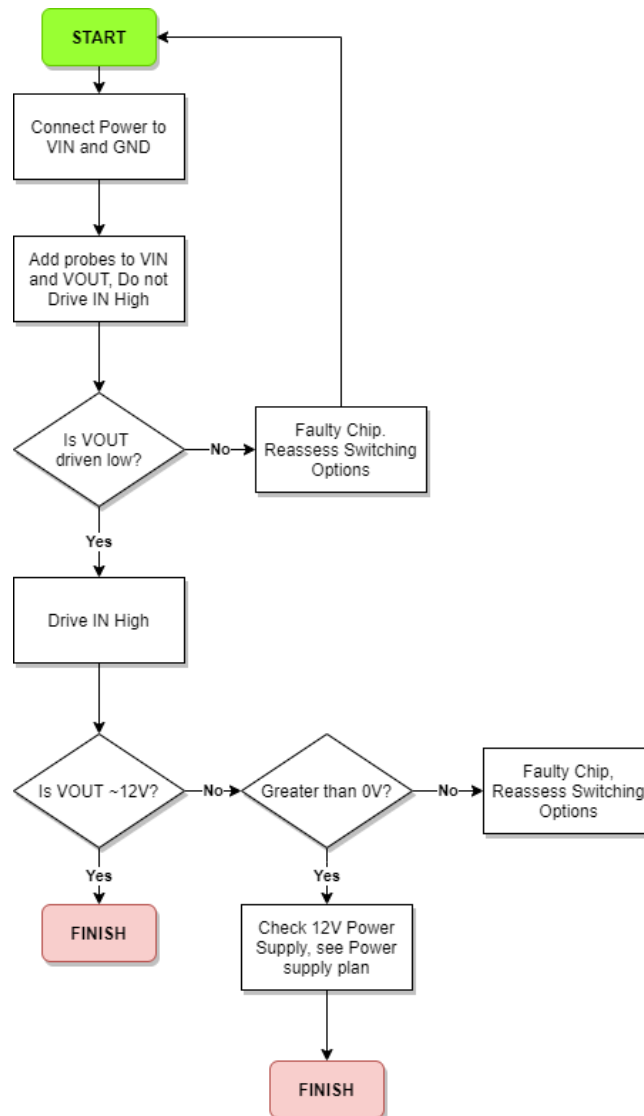 START
Connect Power to
VIN and GND
Add probes to VIN
and VOUT, Do not
Drive IN High
Is VOUT
driven low?
No
Faulty Chip.
Reassess Switching
Options
Yes
Drive IN High
Is VOUT ~12V?
No
Greater than 0V?
No
Faulty Chip,
Reassess Switching
Options
Yes
Yes
FINISH
Check 12V Power
Supply, see Power
supply plan
FINISH